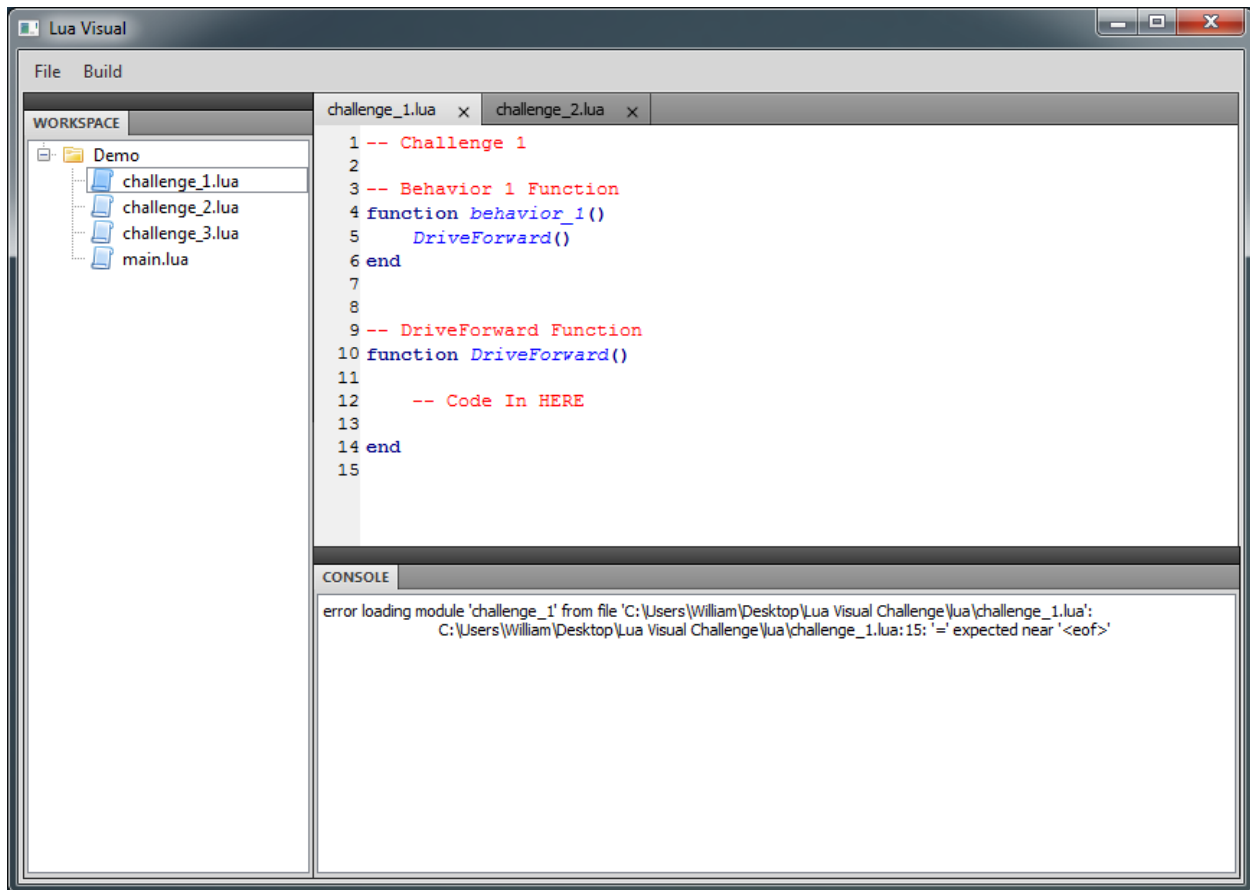 Lua Visual
File Build
WORKSPACE
Demo
challenge_1.lua
challenge_2.lua
challenge_3.lua
main.lua
challenge_1.lua x challenge_2.lua x
1 -- Challenge 1
2
3 -- Behavior 1 Function
4 function behavior_1()
5 DriveForward()
6 end
7
8
9 -- DriveForward Function
10 function DriveForward()
11
12 -- Code In HERE
13
14 end
15
CONSOLE
error loading module 'challenge_1' from file 'C:\Users\William\Desktop\Lua Visual Challenge\lua\challenge_1.lua':
C:\Users\William\Desktop\Lua Visual Challenge\lua\challenge_1.lua:15: '=' expected near '<eof>'